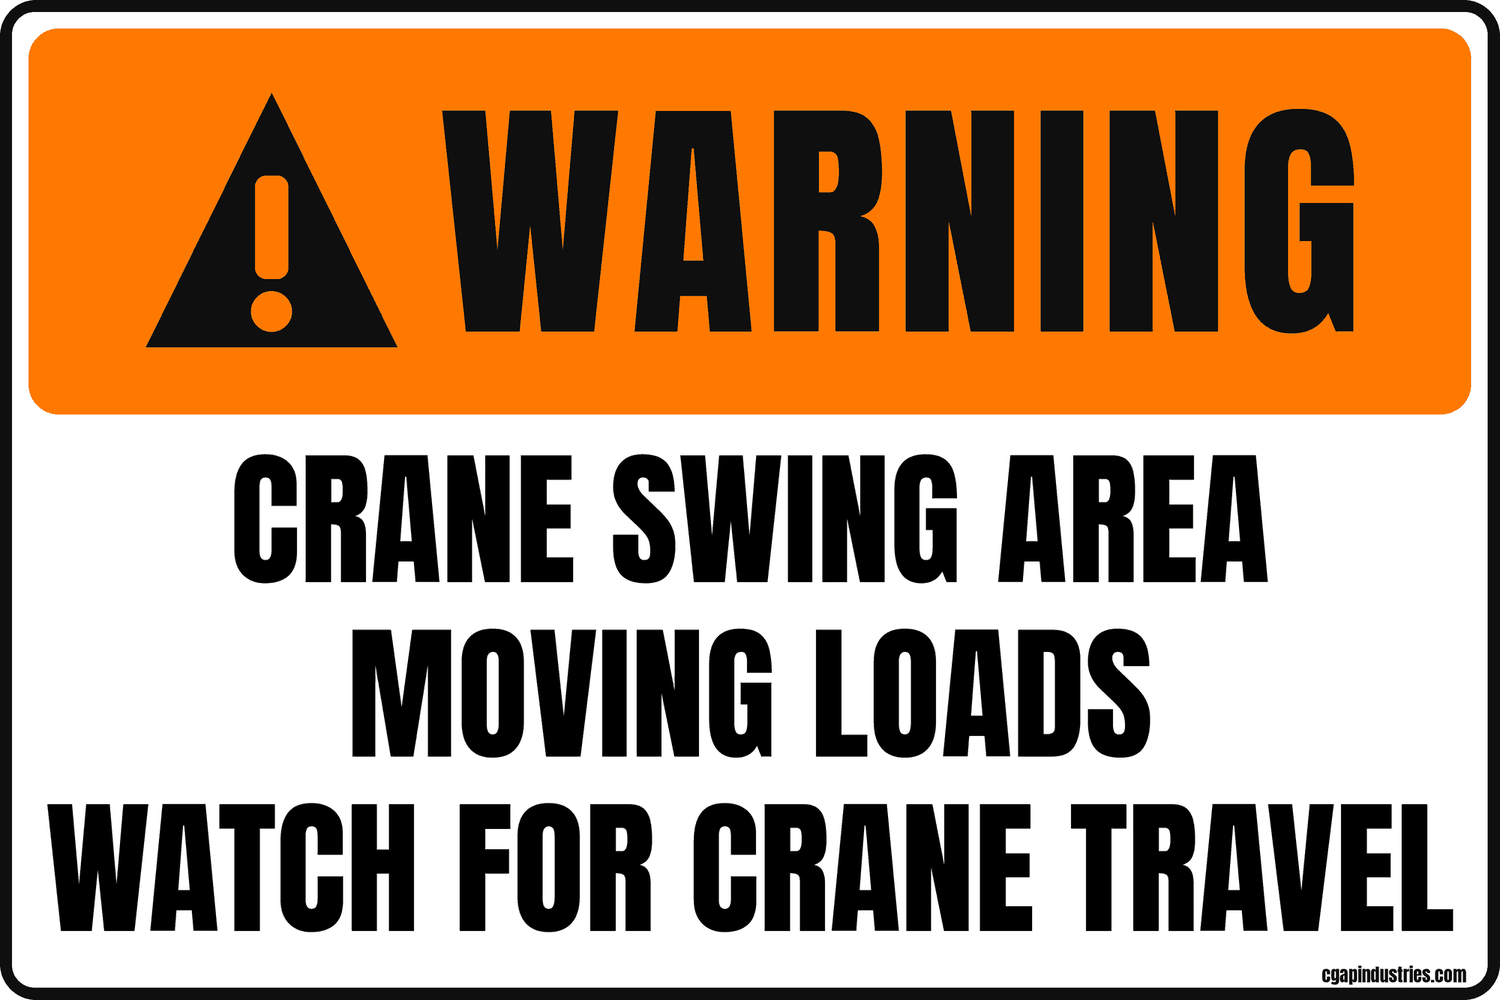 WARNING
CRANE SWING AREA
MOVING LOADS
WATCH FOR CRANE TRAVEL
cgapindustries.com